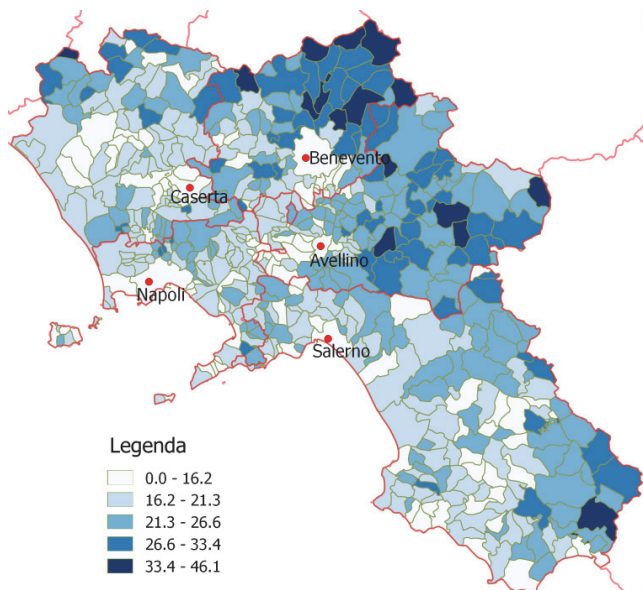 Benevento
Caserta
Avellino
Napoli
Salerno
Legenda
0.0 - 16.2
16.2 - 21.3
21.3 - 26.6
26.6 - 33.4
33.4 - 46.1